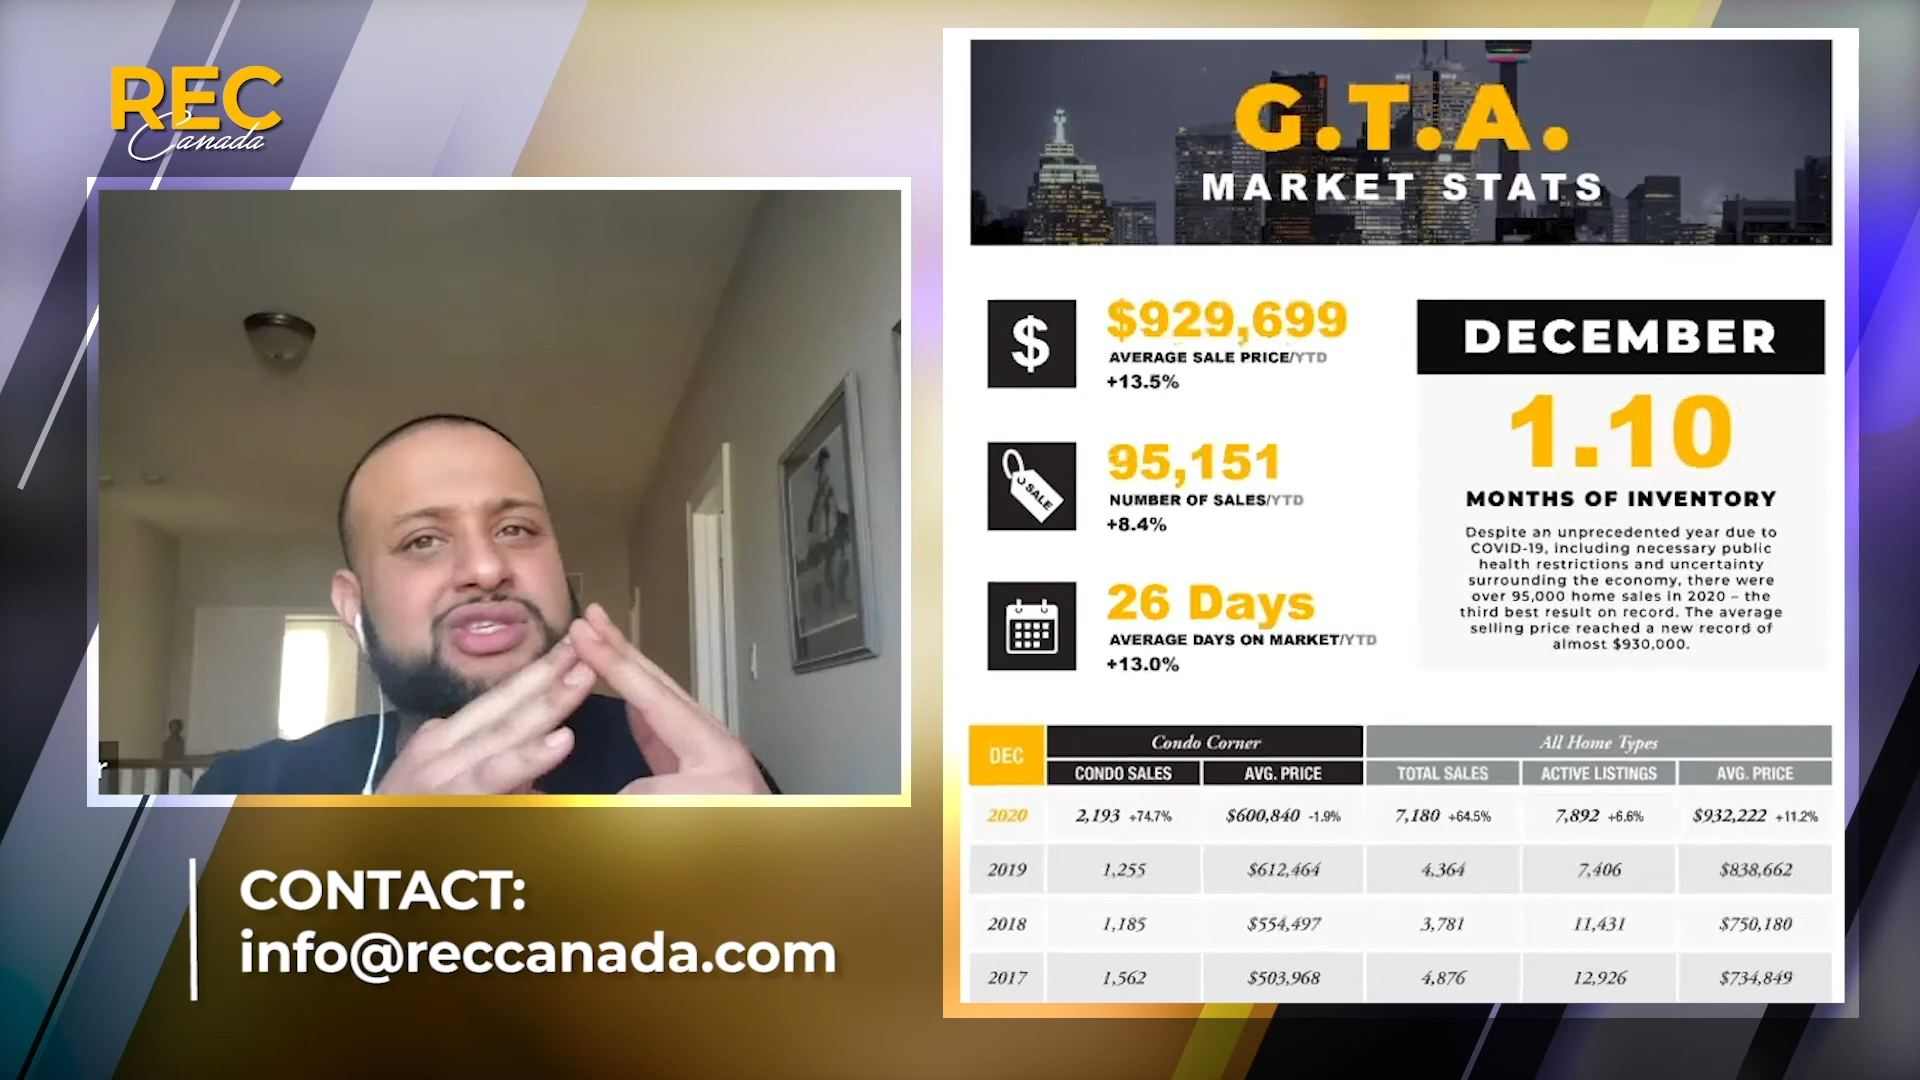 REC
Canada
CONTACT:
info@reccanada.com
G.T.A.
MARKET STATS
$
$929,699
AVERAGE SALE PRICE/YTD
+13.5%
SALE
95,151
NUMBER OF SALES/YTD
+8.4%
26 Days
AVERAGE DAYS ON MARKET/YTD
+13.0%
DECEMBER
1.10
MONTHS OF INVENTORY
Despite an unprecedented year due to
COVID-19, including necessary public
health restrictions and uncertainty
surrounding the economy, there were
over 95,000 home sales in 2020 – the
third best result on record. The average
selling price reached a new record of
almost $930,000.
DEC Condo Corner All Home Types
CONDO SALES AVG. PRICE TOTAL SALES ACTIVE LISTINGS AVG. PRICE
2020 2,193 +74.7% $600,840 -1.9% 7,180 +64.5% 7,892 +6.6% $932,222 +11.2%
2019 1,255 $612,464 4,364 7,406 $838,662
2018 1,185 $554,497 3,781 11,431 $750,180
2017 1,562 $503,968 4,876 12,926 $734,849